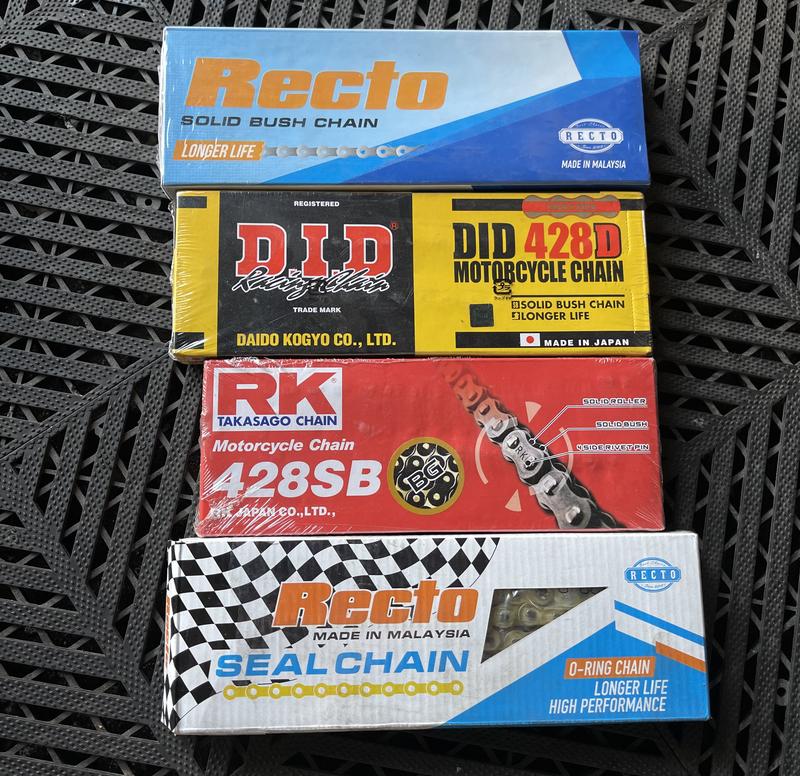 Recto
SOLID BUSH CHAIN
LONGER LIFE
RECTO
MADE IN MALAYSIA
REGISTERED
D.I.D®
Racing Chain
TRADE MARK
DAIDO KOGYO CO., LTD.
DID 428D
MOTORCYCLE CHAIN
SOLID BUSH CHAIN
LONGER LIFE
MADE IN JAPAN
RK®
TAKASAGO CHAIN
Motorcycle Chain
428SB
JAPAN CO.,LTD.,
BG
RK
SOLID ROLLER
SOLID BUSH
4 SIDE RIVET PIN
Recto
MADE IN MALAYSIA
SEAL CHAIN
RECTO
O-RING CHAIN
LONGER LIFE
HIGH PERFORMANCE